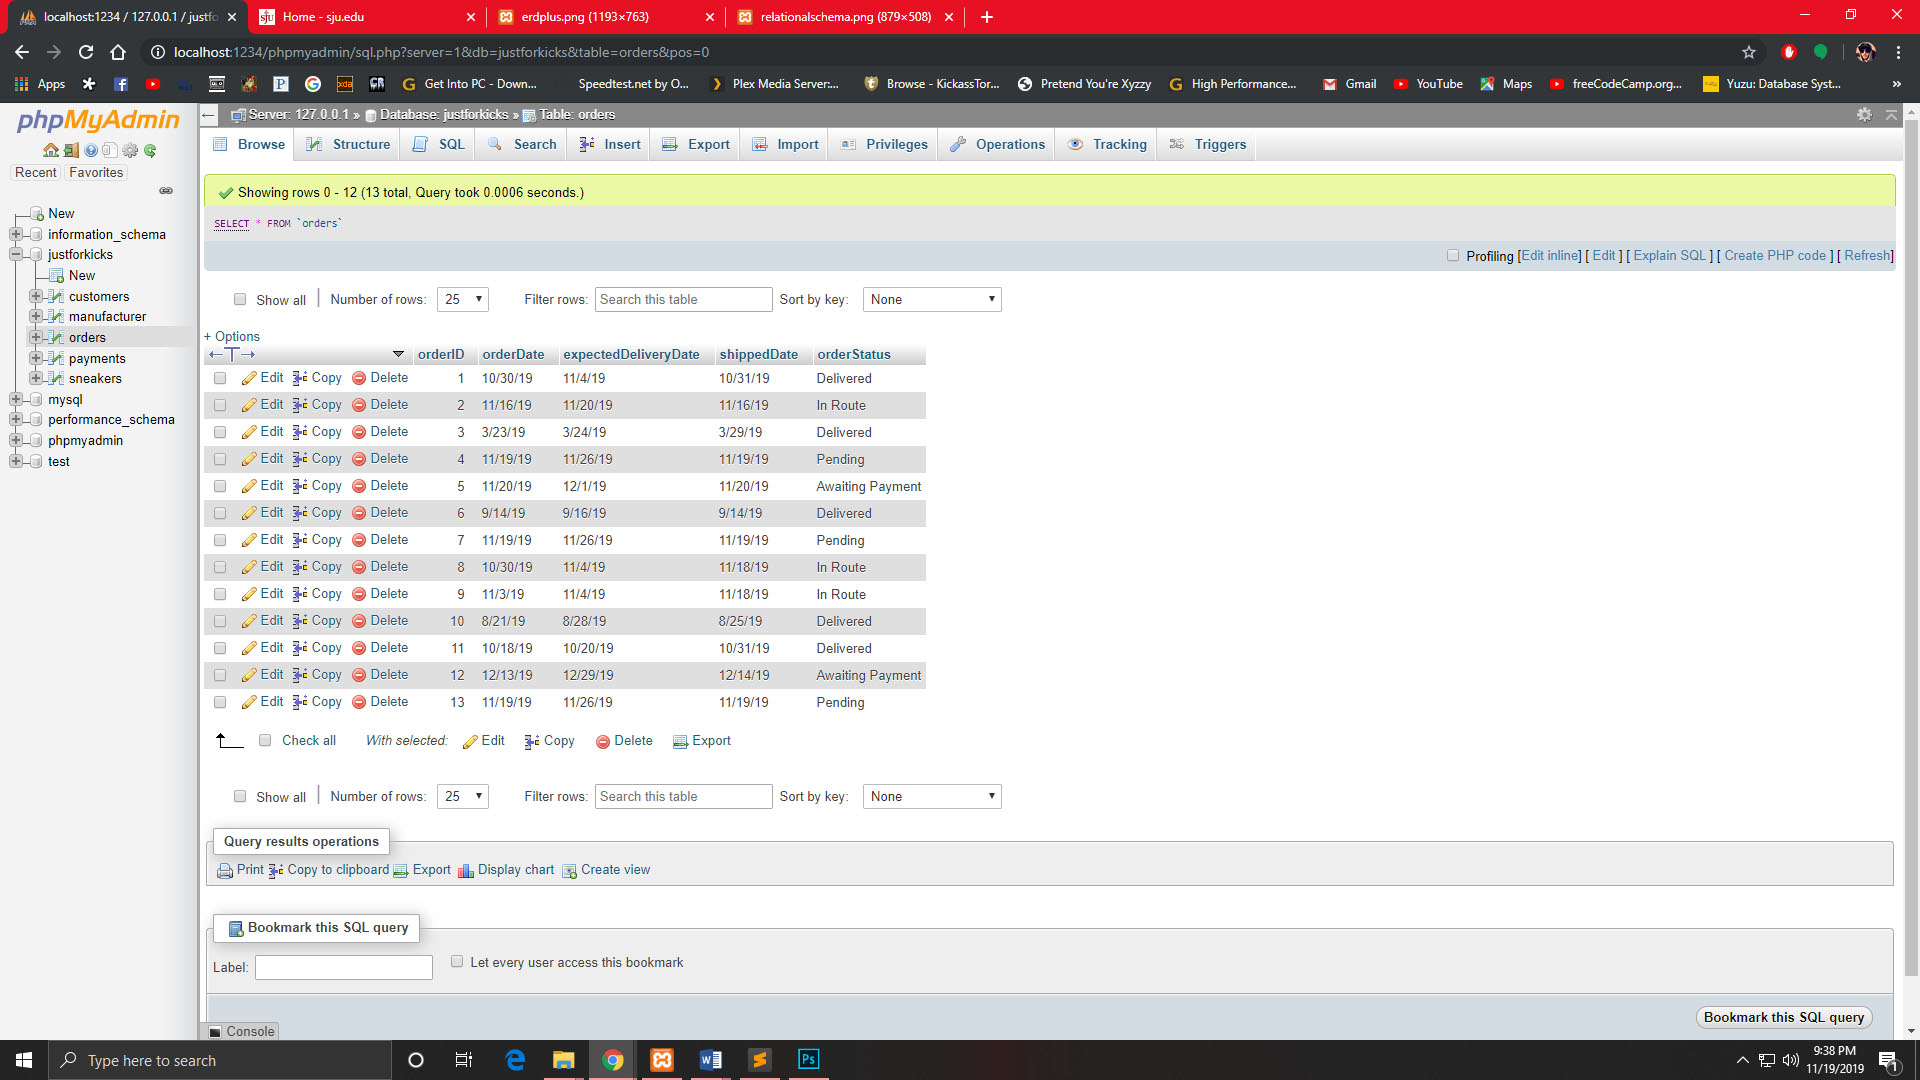 localhost:1234 / 127.0.0.1 / justfo
Home - sju.edu
erdplus.png (1193×763)
relationalschema.png (879×508)
localhost:1234/phpmyadmin/sql.php?server=1&db=justforkicks&table=orders&pos=0
Apps
Get Into PC - Down...
Speedtest.net by O...
Plex Media Server:...
Browse - KickassTor...
Pretend You're Xyzzy
High Performance...
Gmail
YouTube
Maps
freeCodeCamp.org...
Yuzu: Database Syst...
»
phpMyAdmin
Recent Favorites
New
information_schema
justforkicks
New
customers
manufacturer
orders
payments
sneakers
mysql
performance_schema
phpmyadmin
test
Server: 127.0.0.1 » Database: justforkicks » Table: orders
Browse Structure SQL Search Insert Export Import Privileges Operations Tracking Triggers
Showing rows 0 - 12 (13 total, Query took 0.0006 seconds.)
SELECT * FROM `orders`
Profiling [Edit inline] [ Edit ] [ Explain SQL ] [ Create PHP code ] [ Refresh]
Show all Number of rows: 25 Filter rows: Search this table Sort by key: None
+ Options
orderID orderDate expectedDeliveryDate shippedDate orderStatus
Edit Copy Delete 1 10/30/19 11/4/19 10/31/19 Delivered
Edit Copy Delete 2 11/16/19 11/20/19 11/16/19 In Route
Edit Copy Delete 3 3/23/19 3/24/19 3/29/19 Delivered
Edit Copy Delete 4 11/19/19 11/26/19 11/19/19 Pending
Edit Copy Delete 5 11/20/19 12/1/19 11/20/19 Awaiting Payment
Edit Copy Delete 6 9/14/19 9/16/19 9/14/19 Delivered
Edit Copy Delete 7 11/19/19 11/26/19 11/19/19 Pending
Edit Copy Delete 8 10/30/19 11/4/19 11/18/19 In Route
Edit Copy Delete 9 11/3/19 11/4/19 11/18/19 In Route
Edit Copy Delete 10 8/21/19 8/28/19 8/25/19 Delivered
Edit Copy Delete 11 10/18/19 10/20/19 10/31/19 Delivered
Edit Copy Delete 12 12/13/19 12/29/19 12/14/19 Awaiting Payment
Edit Copy Delete 13 11/19/19 11/26/19 11/19/19 Pending
Check all With selected: Edit Copy Delete Export
Show all Number of rows: 25 Filter rows: Search this table Sort by key: None
Query results operations
Print Copy to clipboard Export Display chart Create view
Bookmark this SQL query
Label: Let every user access this bookmark
Bookmark this SQL query
Console
Type here to search
9:38 PM
11/19/2019